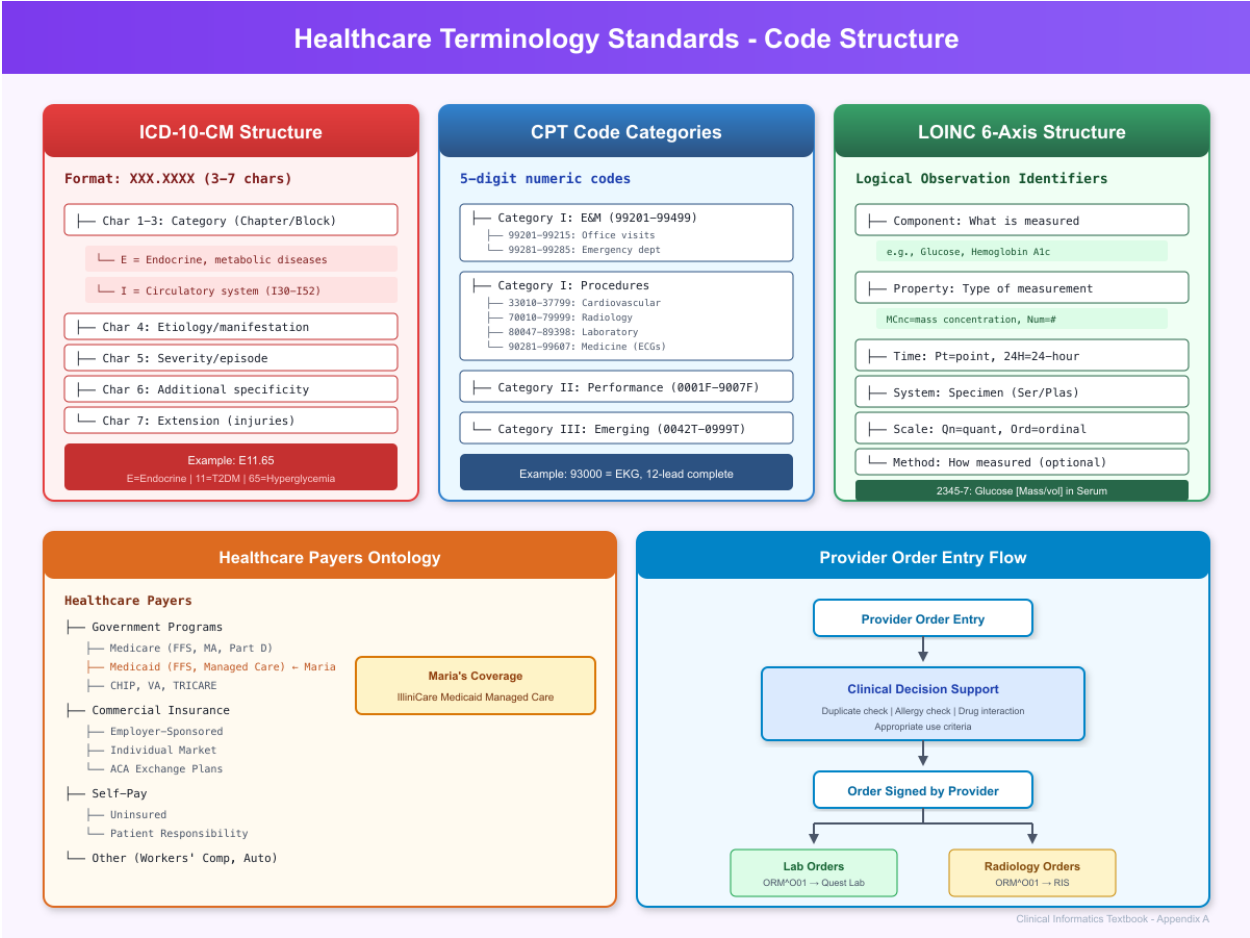 Healthcare Terminology Standards - Code Structure
ICD-10-CM Structure
Format: XXX.XXXX (3-7 chars)
├── Char 1-3: Category (Chapter/Block)
└── E = Endocrine, metabolic diseases
└── I = Circulatory system (I30-I52)
├── Char 4: Etiology/manifestation
├── Char 5: Severity/episode
├── Char 6: Additional specificity
└── Char 7: Extension (injuries)
Example: E11.65
E=Endocrine | 11=T2DM | 65=Hyperglycemia
CPT Code Categories
5-digit numeric codes
├── Category I: E&M (99201-99499)
├── 99201-99215: Office visits
└── 99281-99285: Emergency dept
├── Category I: Procedures
├── 33010-37799: Cardiovascular
├── 70010-79999: Radiology
├── 80047-89398: Laboratory
└── 90281-99607: Medicine (ECGs)
├── Category II: Performance (0001F-9007F)
└── Category III: Emerging (0042T-0999T)
Example: 93000 = EKG, 12-lead complete
LOINC 6-Axis Structure
Logical Observation Identifiers
├── Component: What is measured
e.g., Glucose, Hemoglobin A1c
├── Property: Type of measurement
MCnc=mass concentration, Num=#
├── Time: Pt=point, 24H=24-hour
├── System: Specimen (Ser/Plas)
├── Scale: Qn=quant, Ord=ordinal
└── Method: How measured (optional)
2345-7: Glucose [Mass/vol] in Serum
Healthcare Payers Ontology
Healthcare Payers
├── Government Programs
├── Medicare (FFS, MA, Part D)
├── Medicaid (FFS, Managed Care) ← Maria
├── CHIP, VA, TRICARE
├── Commercial Insurance
├── Employer-Sponsored
├── Individual Market
└── ACA Exchange Plans
├── Self-Pay
├── Uninsured
└── Patient Responsibility
└── Other (Workers' Comp, Auto)
Maria's Coverage
IlliniCare Medicaid Managed Care
Provider Order Entry Flow
Provider Order Entry
Clinical Decision Support
Duplicate check | Allergy check | Drug interaction
Appropriate use criteria
Order Signed by Provider
Lab Orders
ORM^O01 → Quest Lab
Radiology Orders
ORM^O01 → RIS
Clinical Informatics Textbook - Appendix A